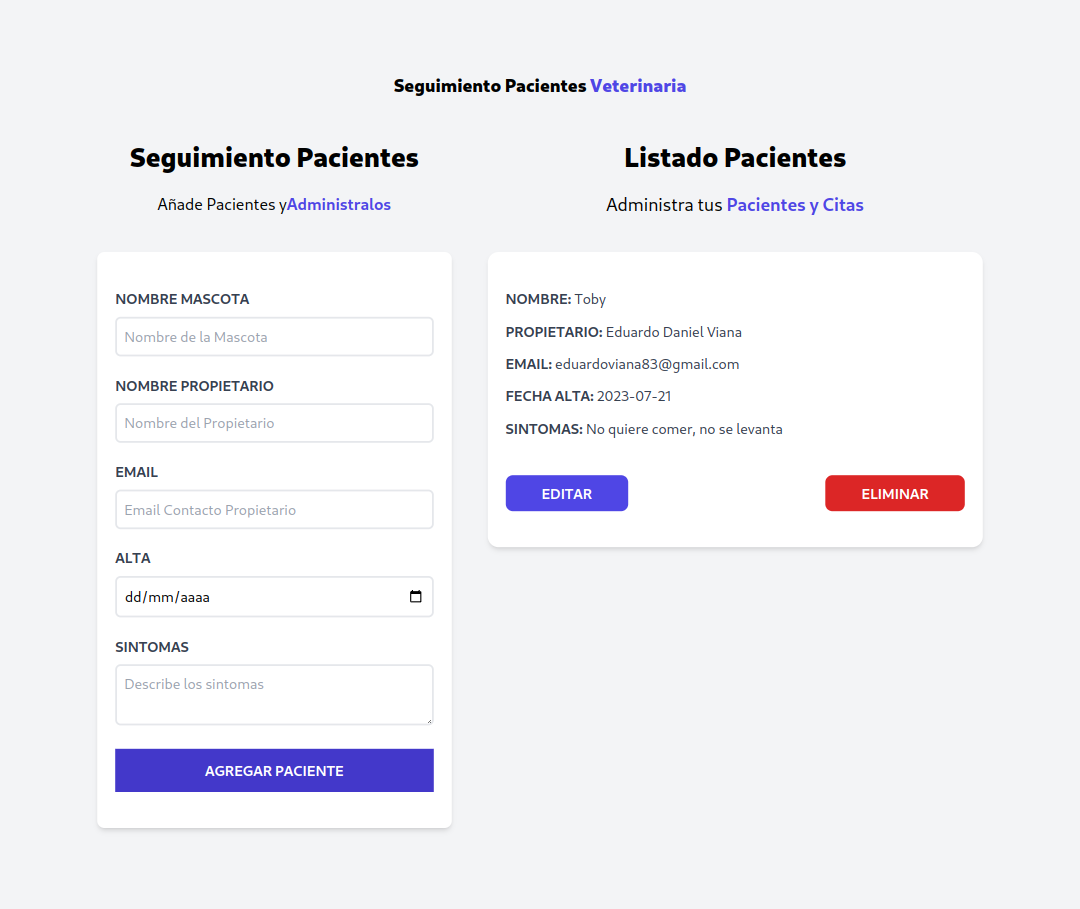 Seguimiento Pacientes Veterinaria
Seguimiento Pacientes
Añade Pacientes yAdministralos
NOMBRE MASCOTA
Nombre de la Mascota
NOMBRE PROPIETARIO
Nombre del Propietario
EMAIL
Email Contacto Propietario
ALTA
dd/mm/aaaa
SINTOMAS
Describe los sintomas
AGREGAR PACIENTE
Listado Pacientes
Administra tus Pacientes y Citas
NOMBRE: Toby
PROPIETARIO: Eduardo Daniel Viana
EMAIL: eduardoviana83@gmail.com
FECHA ALTA: 2023-07-21
SINTOMAS: No quiere comer, no se levanta
EDITAR
ELIMINAR